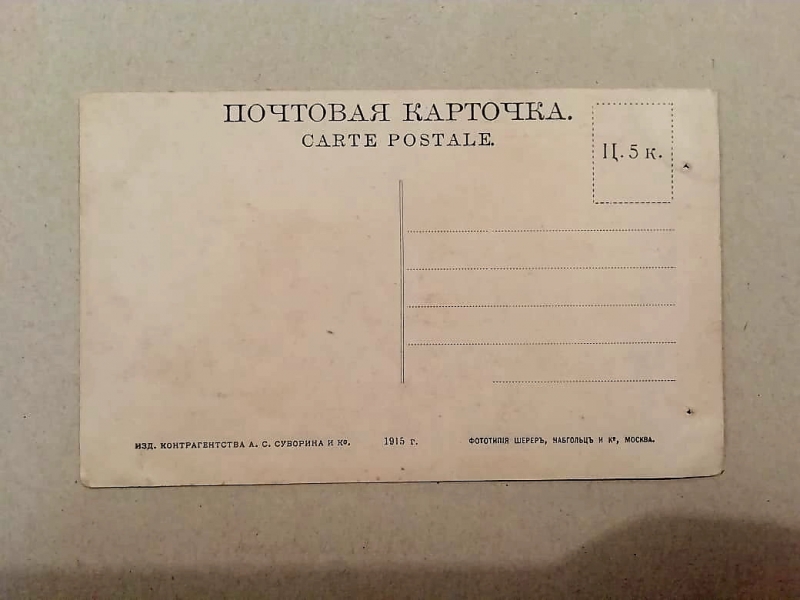 ПОЧТОВАЯ КАРТОЧКА.
CARTE POSTALE.
Ц. 5 к.
ИЗД. КОНТРАГЕНТСТВА А. С. СУВОРИНА И Кº.
1915 г.
ФОТОТИПІЯ ШЕРЕРЪ, НАБГОЛЬЦЪ И Кº, МОСКВА.